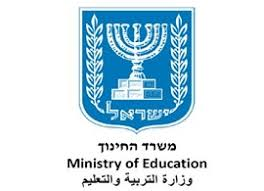 ישראל
משרד החינוך
Ministry of Education
وزارة التربية والتعليم